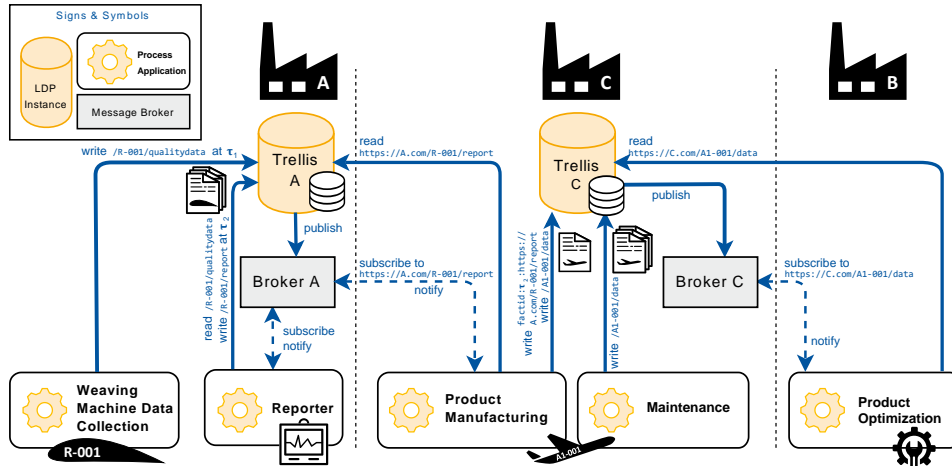 Signs & Symbols
LDP
Instance
Process
Application
Message Broker
A
C
B
write /R-001/qualitydata at τ1
Trellis
A
read
https://A.com/R-001/report
Trellis
C
read
https://C.com/A1-001/data
publish
publish
read /R-001/qualitydata
write /R-001/report at τ2
Broker A
subscribe to
https://A.com/R-001/report
notify
write factid:τ2:https://
A.com/R-001/report
write /A1-001/data
write /A1-001/data
Broker C
subscribe to
https://C.com/A1-001/data
notify
subscribe
notify
Weaving
Machine Data
Collection
R-001
Reporter
Product
Manufacturing
A1-001
Maintenance
Product
Optimization